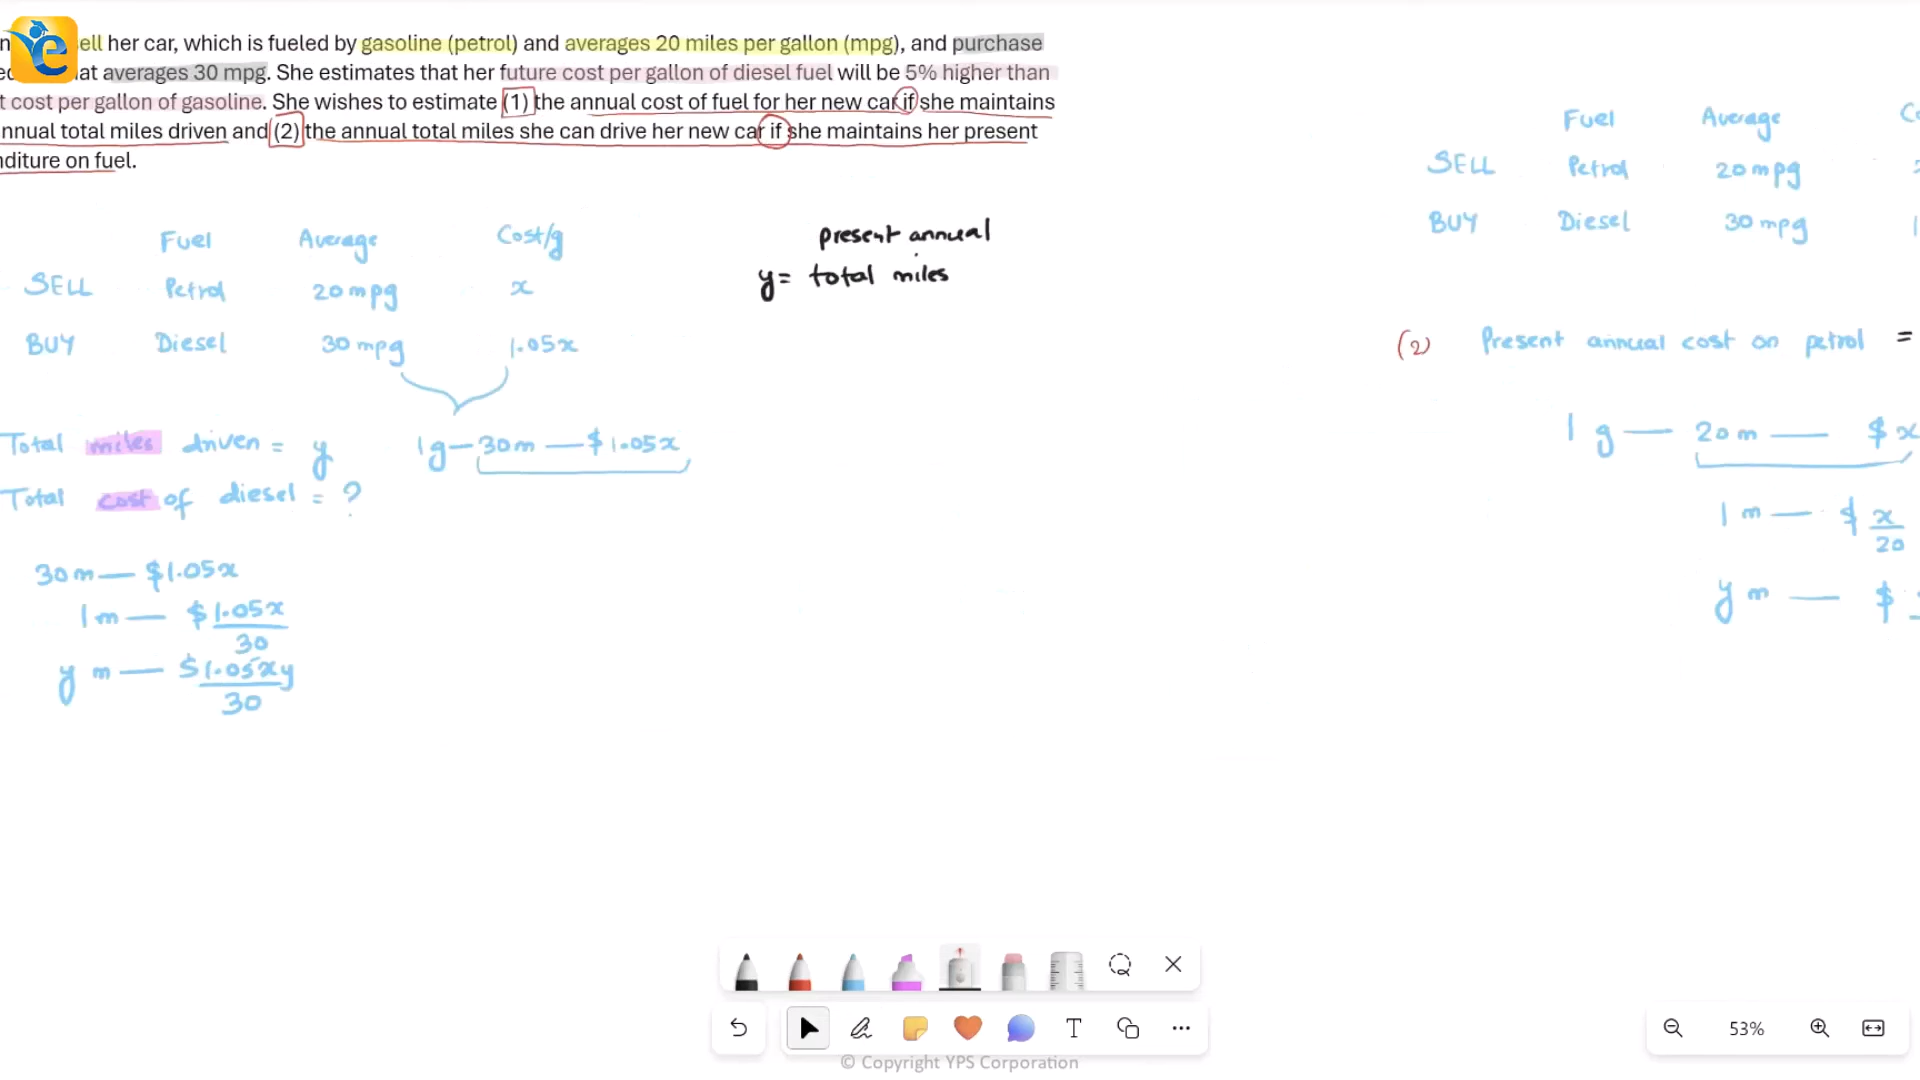 ell her car, which is fueled by gasoline (petrol) and averages 20 miles per gallon (mpg), and purchase
at averages 30 mpg. She estimates that her future cost per gallon of diesel fuel will be 5% higher than
t cost per gallon of gasoline. She wishes to estimate (1) the annual cost of fuel for her new car if she maintains
nnual total miles driven and (2) the annual total miles she can drive her new car if she maintains her present
nditure on fuel.
Fuel Average Cost/g
SELL Petrol 20 mpg x
BUY Diesel 30 mpg 1.05x
present annual
y = total miles
Total miles driven = y
1g — 30m — $1.05x
Total cost of diesel = ?
30m — $1.05x
1m — $1.05x
30
y m — $1.05xy
30
Fuel Average
SELL Petrol 20 mpg
BUY Diesel 30 mpg
(2) Present annual cost on petrol =
1 g — 20m — $x
1 m — $ x
20
y m — $
53%
© Copyright YPS Corporation